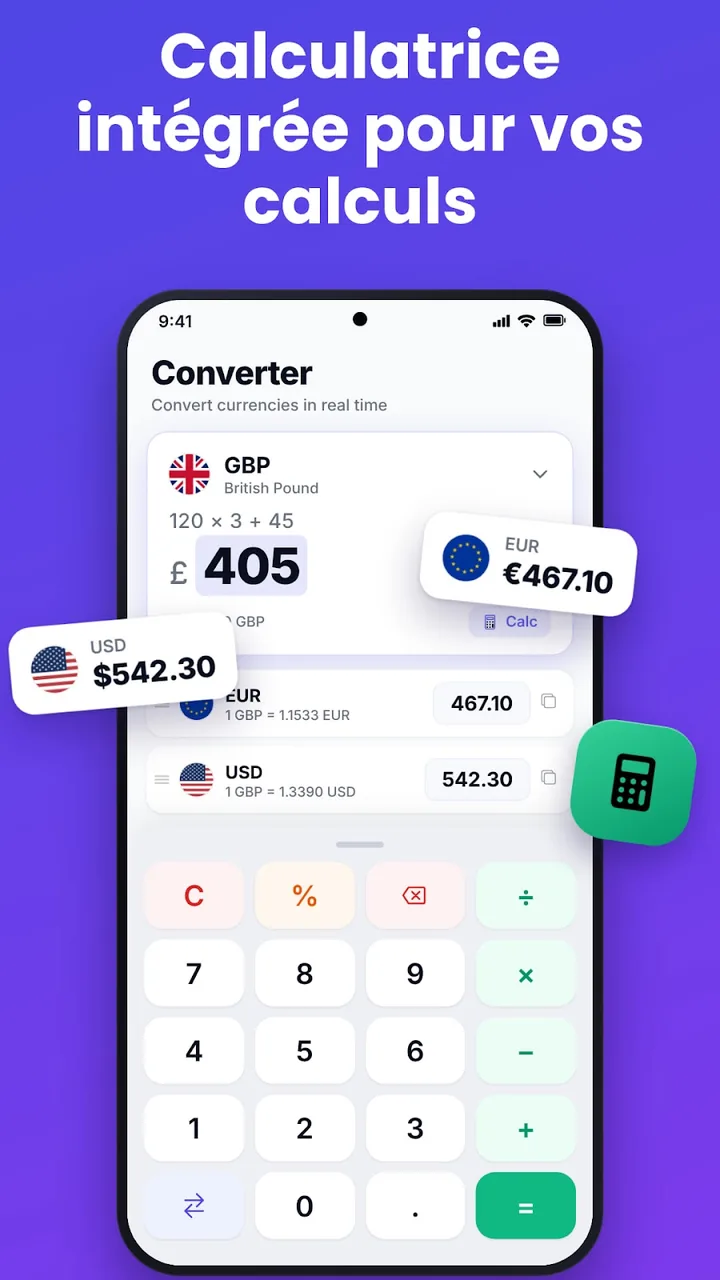 Calculatrice
intégrée pour vos
calculs
9:41
Converter
Convert currencies in real time
GBP
British Pound
120 × 3 + 45
£ 405
EUR
€467.10
GBP
Calc
USD
$542.30
EUR
1 GBP = 1.1533 EUR
467.10
USD
1 GBP = 1.3390 USD
542.30
C % ÷
7 8 9 ×
4 5 6 −
1 2 3 +
0 . =